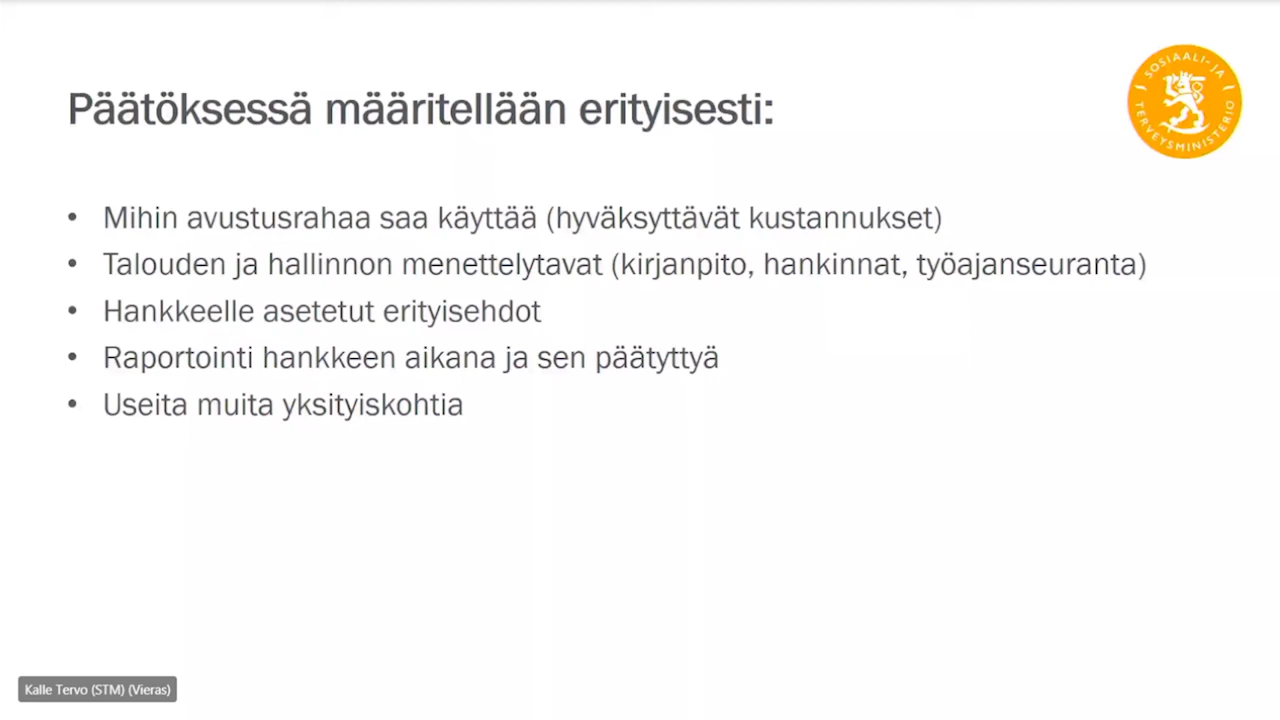 SOSIAALI- JA TERVEYSMINISTERIÖ
Päätöksessä määritellään erityisesti:
• Mihin avustusrahaa saa käyttää (hyväksyttävät kustannukset)
• Talouden ja hallinnon menettelytavat (kirjanpito, hankinnat, työajanseuranta)
• Hankkeelle asetetut erityisehdot
• Raportointi hankkeen aikana ja sen päätyttyä
• Useita muita yksityiskohtia
Kalle Tervo (STM) (Vieras)